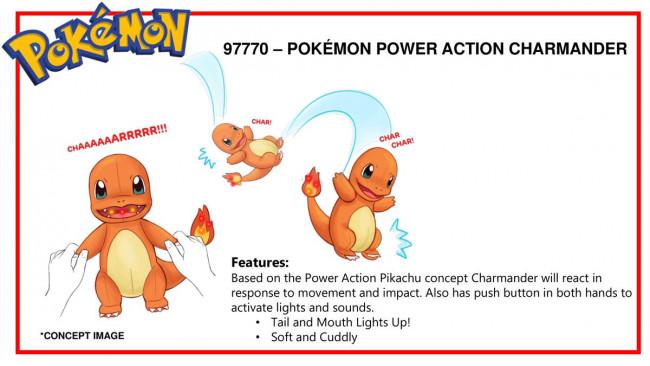 POKéMON
97770 – POKÉMON POWER ACTION CHARMANDER
CHAAAAAARRRRR!!!
CHAR!
CHAR
CHAR!
Features:
Based on the Power Action Pikachu concept Charmander will react in
response to movement and impact. Also has push button in both hands to
activate lights and sounds.
• Tail and Mouth Lights Up!
• Soft and Cuddly
*CONCEPT IMAGE